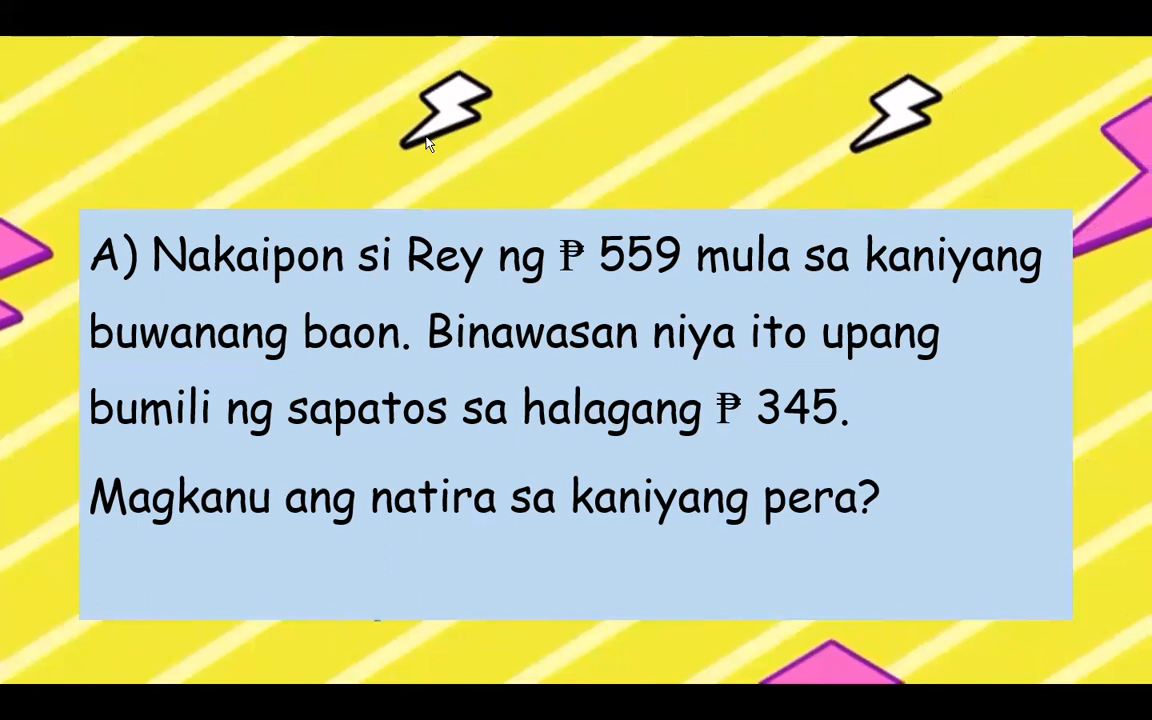 A) Nakaipon si Rey ng ₱ 559 mula sa kaniyang
buwanang baon. Binawasan niya ito upang
bumili ng sapatos sa halagang ₱ 345.
Magkanu ang natira sa kaniyang pera?